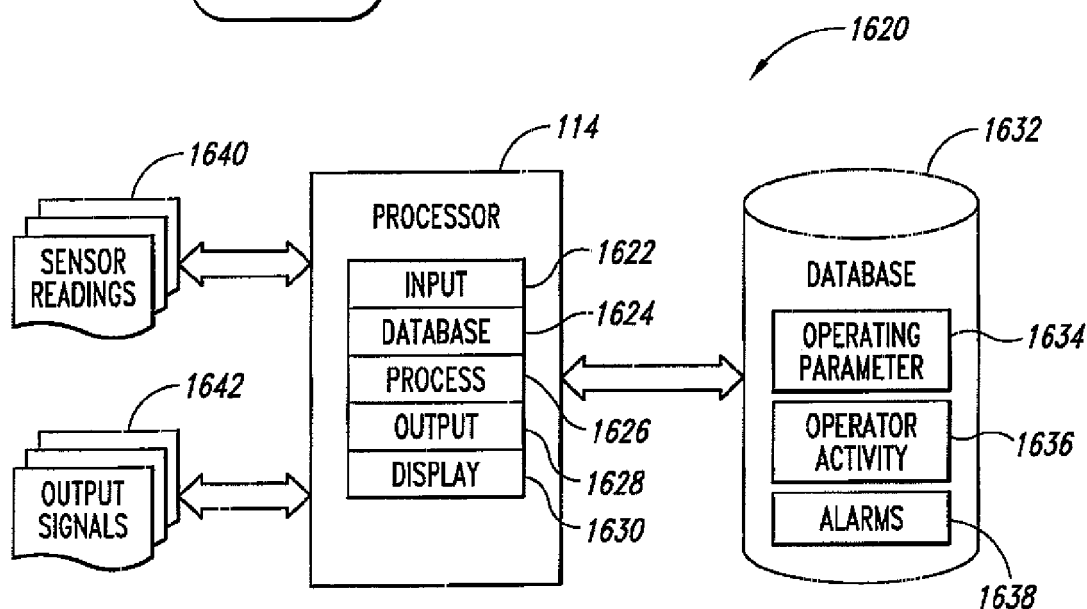 1620
1640
SENSOR
READINGS
1642
OUTPUT
SIGNALS
114
PROCESSOR
INPUT
1622
DATABASE
1624
PROCESS
1626
OUTPUT
1628
DISPLAY
1630
1632
DATABASE
OPERATING
PARAMETER
1634
OPERATOR
ACTIVITY
1636
ALARMS
1638